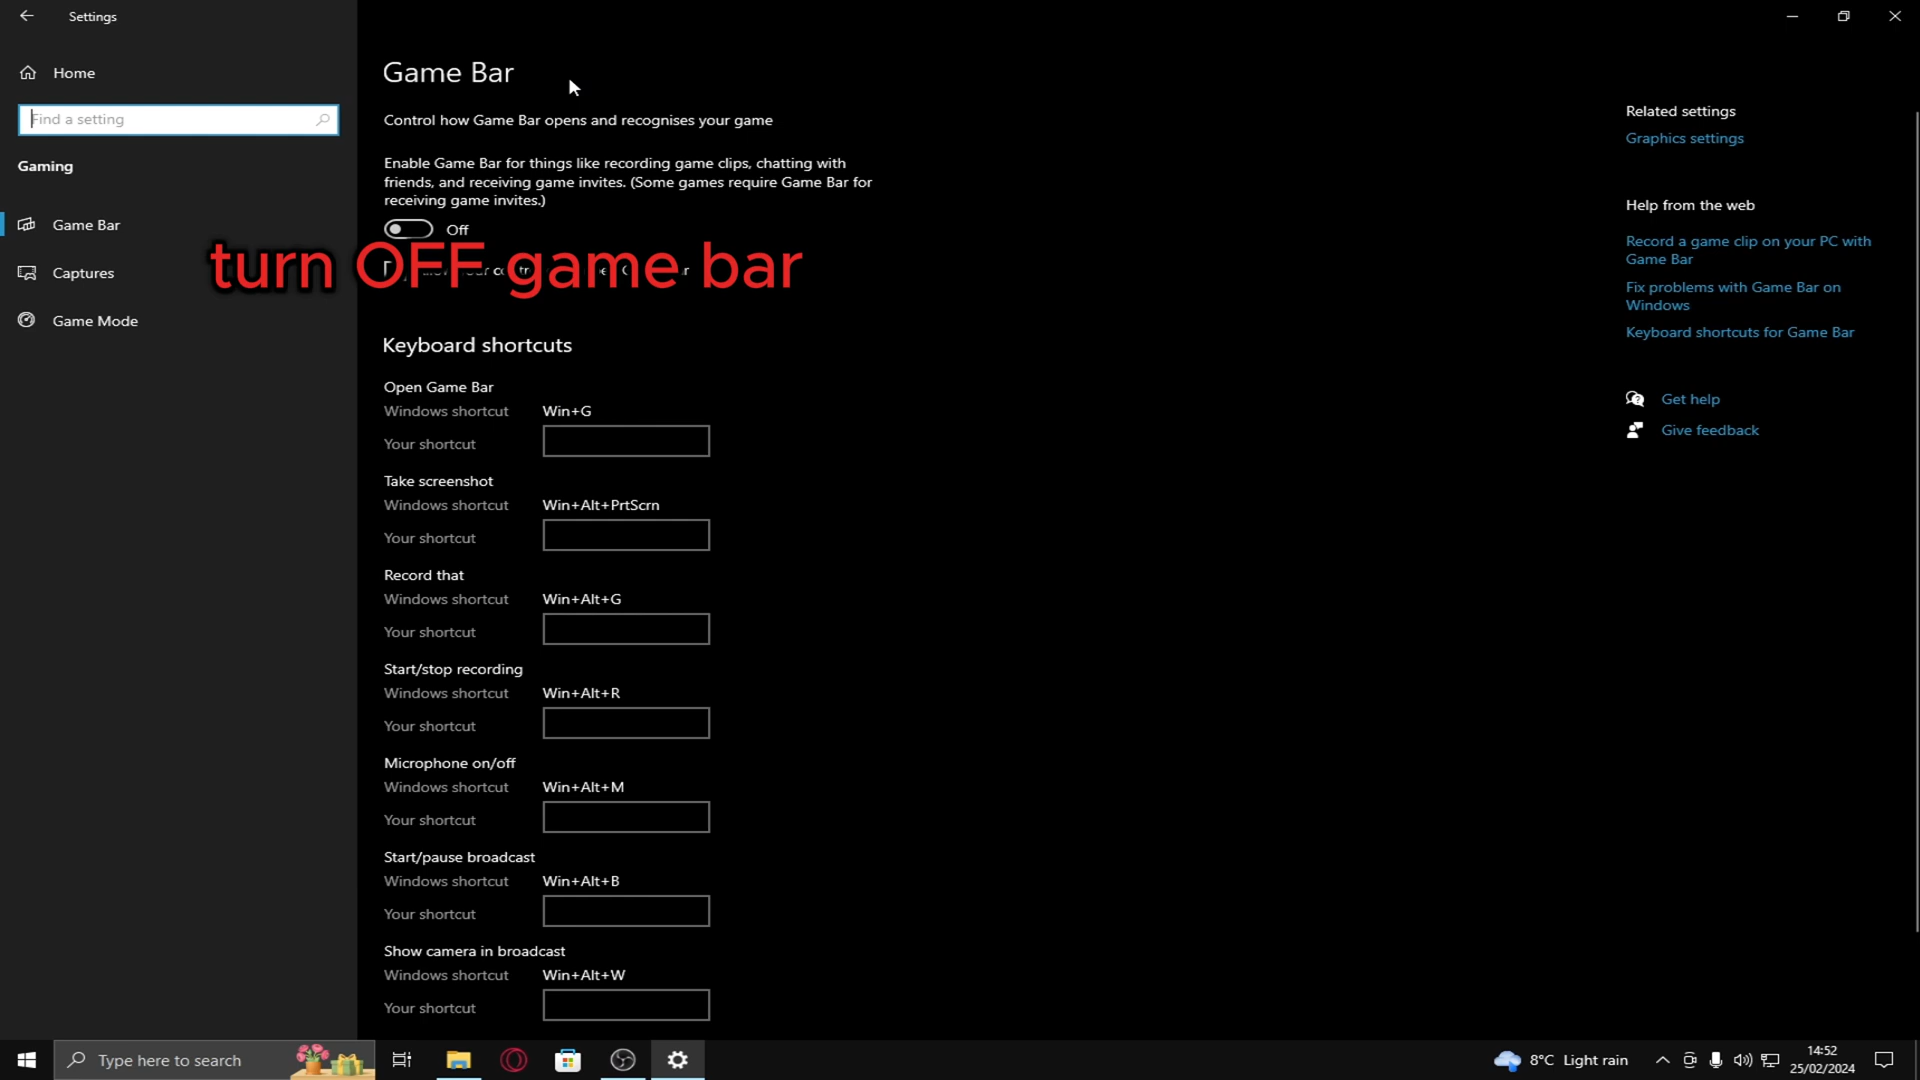 Settings
Home
Find a setting
Gaming
Game Bar
Captures
Game Mode
Game Bar
Control how Game Bar opens and recognises your game
Enable Game Bar for things like recording game clips, chatting with
friends, and receiving game invites. (Some games require Game Bar for
receiving game invites.)
Off
turn OFF game bar
Keyboard shortcuts
Open Game Bar
Windows shortcut Win+G
Your shortcut
Take screenshot
Windows shortcut Win+Alt+PrtScrn
Your shortcut
Record that
Windows shortcut Win+Alt+G
Your shortcut
Start/stop recording
Windows shortcut Win+Alt+R
Your shortcut
Microphone on/off
Windows shortcut Win+Alt+M
Your shortcut
Start/pause broadcast
Windows shortcut Win+Alt+B
Your shortcut
Show camera in broadcast
Windows shortcut Win+Alt+W
Your shortcut
Related settings
Graphics settings
Help from the web
Record a game clip on your PC with
Game Bar
Fix problems with Game Bar on
Windows
Keyboard shortcuts for Game Bar
Get help
Give feedback
Type here to search
8°C Light rain
14:52
25/02/2024